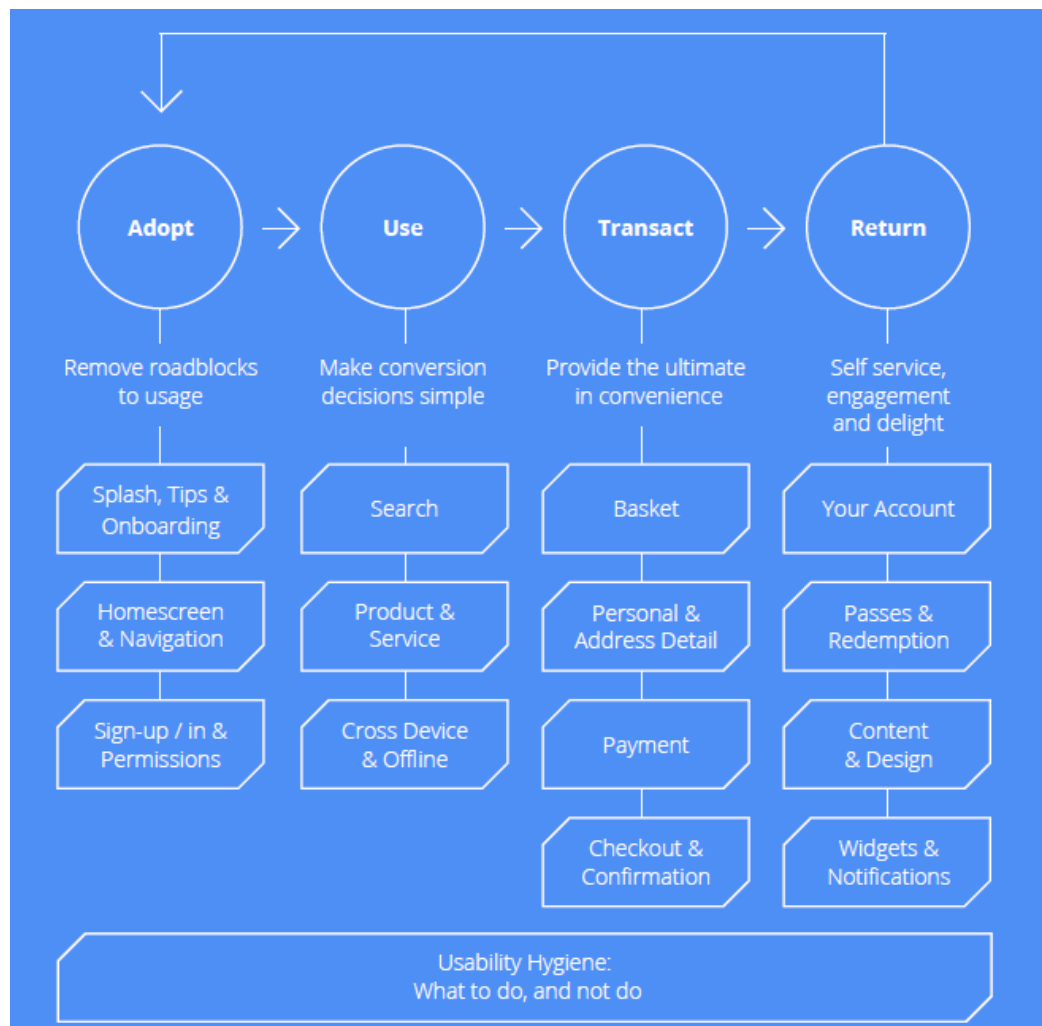 Adopt
Use
Transact
Return
Remove roadblocks
to usage
Make conversion
decisions simple
Provide the ultimate
in convenience
Self service,
engagement
and delight
Splash, Tips &
Onboarding
Search
Basket
Your Account
Homescreen
& Navigation
Product &
Service
Personal &
Address Detail
Passes &
Redemption
Sign-up / in &
Permissions
Cross Device
& Offline
Payment
Content
& Design
Checkout &
Confirmation
Widgets &
Notifications
Usability Hygiene:
What to do, and not do